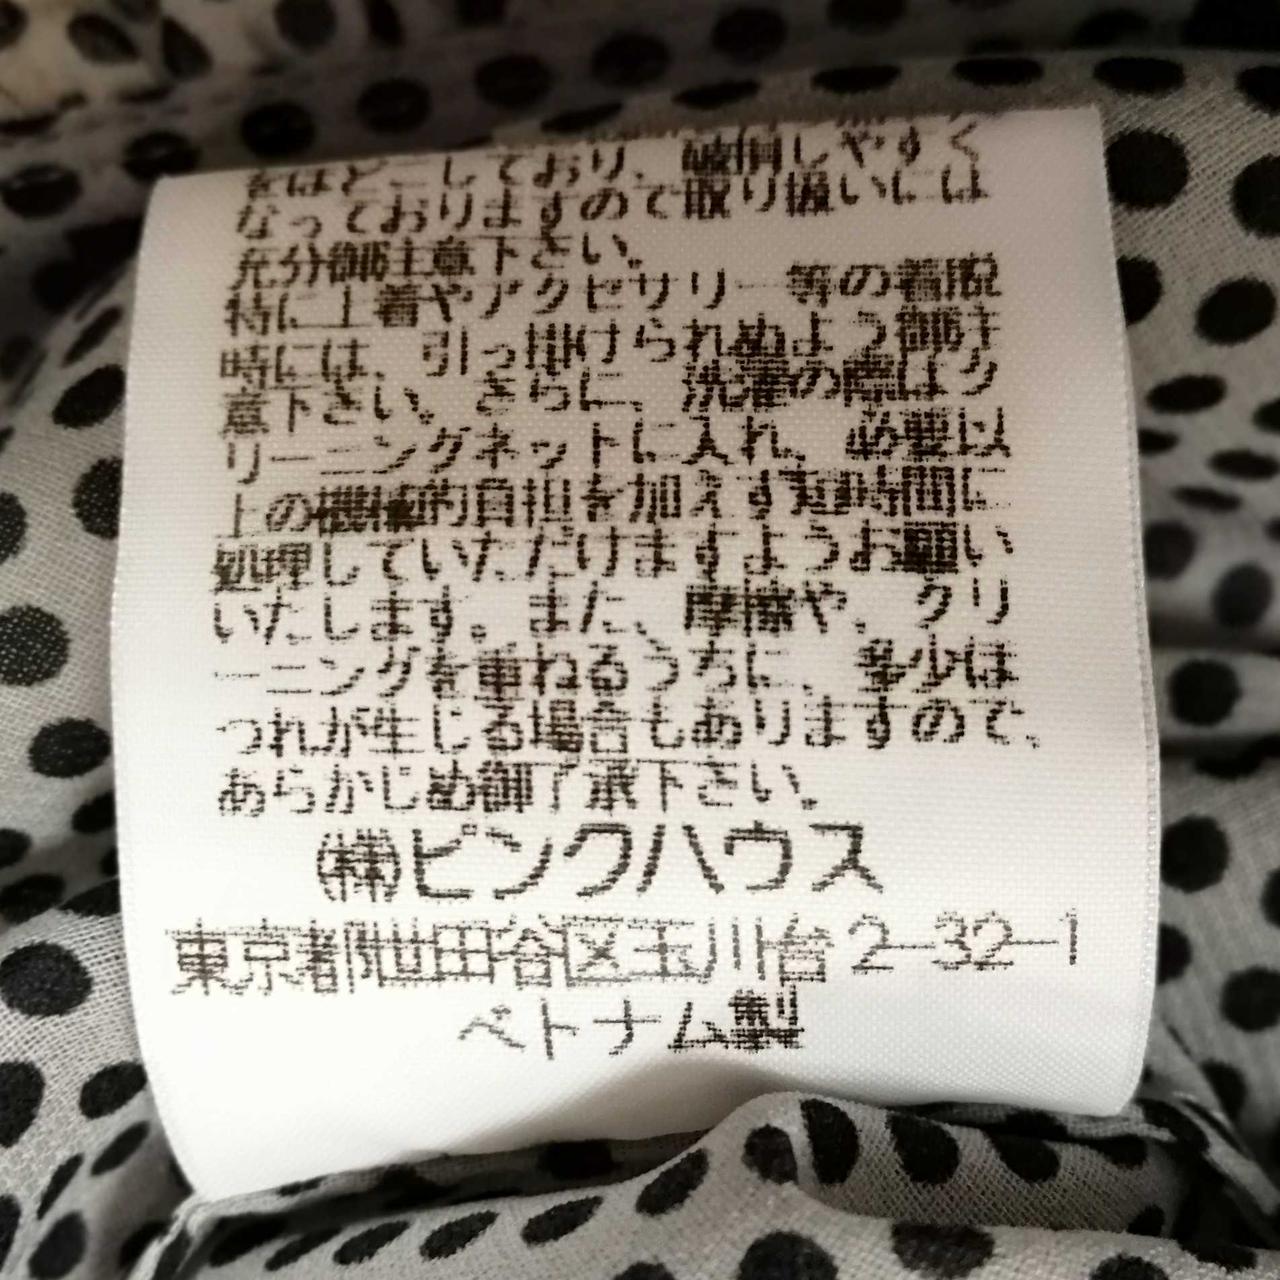 をほどこしており、破損しやすく
なっておりますので取り扱いには
充分御注意下さい。
特に上着やアクセサリー等の着脱
時には、引っ掛けられぬよう御注
意下さい。さらに、洗濯の際はク
リーニングネットに入れ、必要以
上の機械的負担を加えず短時間に
処理していただけますようお願い
いたします。また、摩擦や、クリ
ーニングを重ねるうちに、多少は
つれが生じる場合もありますので、
あらかじめ御了承下さい。
㈱ピンクハウス
東京都世田谷区玉川台2-32-1
ベトナム製